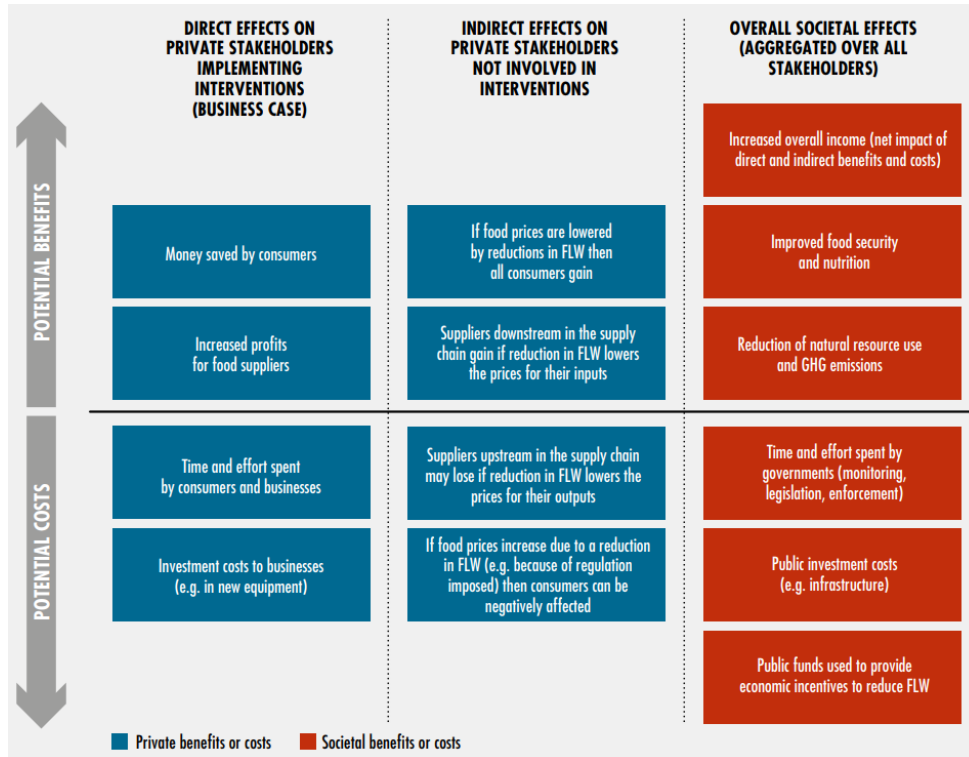 DIRECT EFFECTS ON
PRIVATE STAKEHOLDERS
IMPLEMENTING
INTERVENTIONS
(BUSINESS CASE)
INDIRECT EFFECTS ON
PRIVATE STAKEHOLDERS
NOT INVOLVED IN
INTERVENTIONS
OVERALL SOCIETAL EFFECTS
(AGGREGATED OVER ALL
STAKEHOLDERS)
POTENTIAL BENEFITS
Increased overall income (net impact of
direct and indirect benefits and costs)
Money saved by consumers
If food prices are lowered
by reductions in FLW then
all consumers gain
Improved food security
and nutrition
Increased profits
for food suppliers
Suppliers downstream in the supply
chain gain if reduction in FLW lowers
the prices for their inputs
Reduction of natural resource use
and GHG emissions
POTENTIAL COSTS
Time and effort spent
by consumers and businesses
Suppliers upstream in the supply chain
may lose if reduction in FLW lowers the
prices for their outputs
Time and effort spent by
governments (monitoring,
legislation, enforcement)
Investment costs to businesses
(e.g. in new equipment)
If food prices increase due to a reduction
in FLW (e.g. because of regulation
imposed) then consumers can be
negatively affected
Public investment costs
(e.g. infrastructure)
Public funds used to provide
economic incentives to reduce FLW
Private benefits or costs
Societal benefits or costs